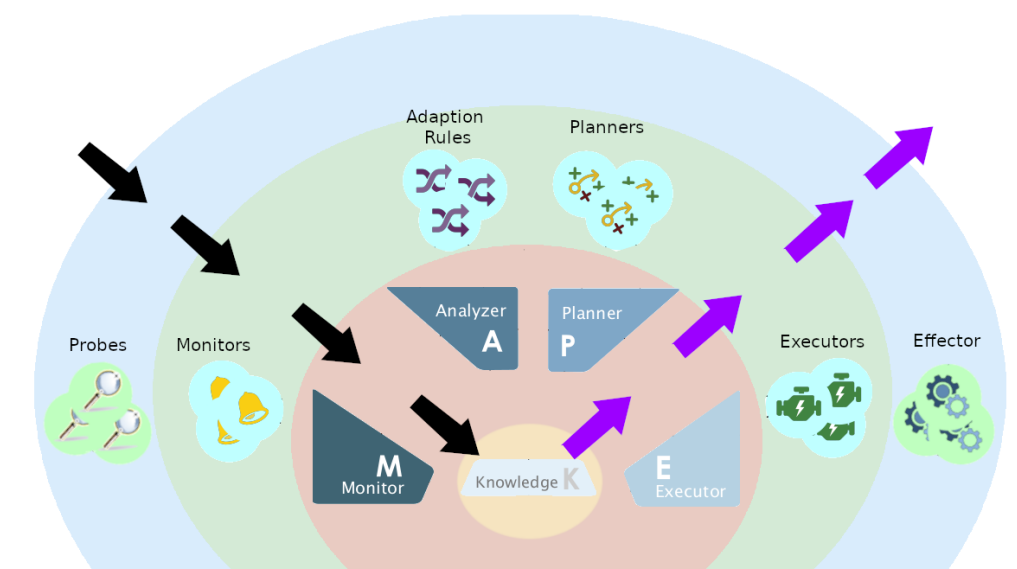 Adaption
Rules
Planners
Probes
Monitors
Analyzer
A
Planner
P
Executors
Effector
M
Monitor
Knowledge K
E
Executor